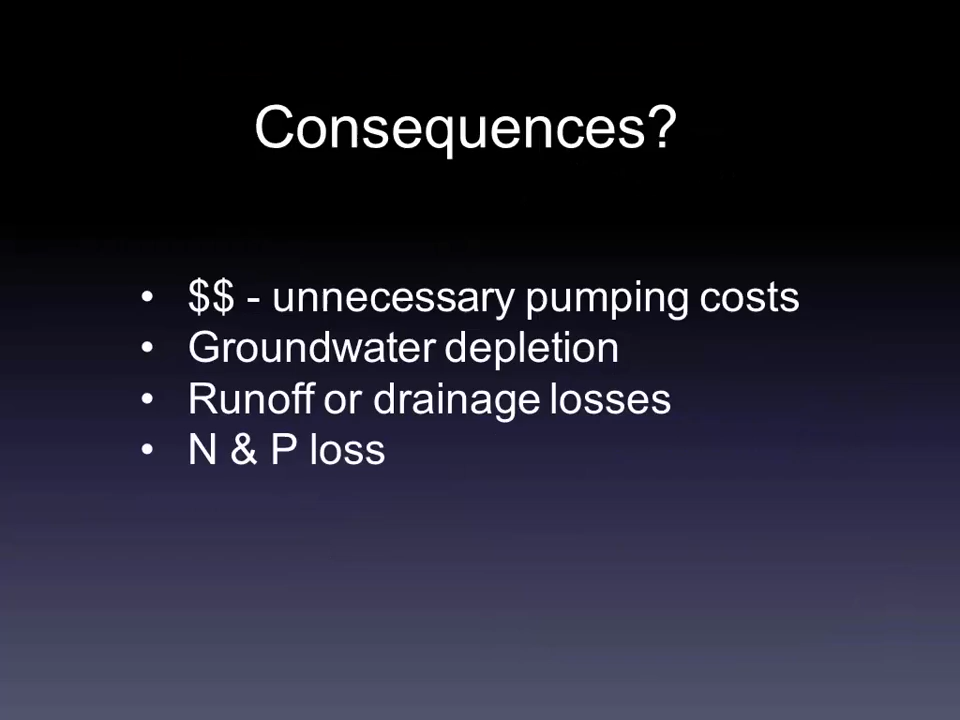 Consequences?
• $$ - unnecessary pumping costs
• Groundwater depletion
• Runoff or drainage losses
• N & P loss